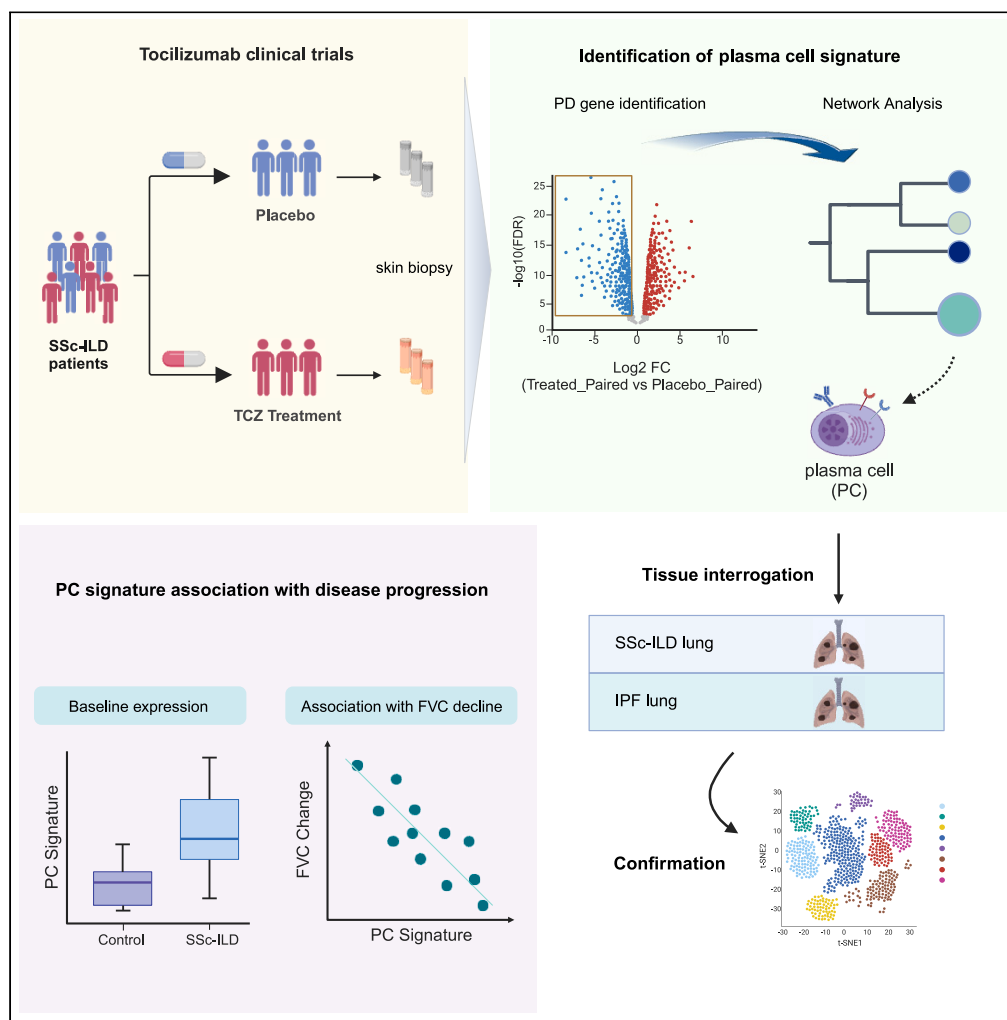 Tocilizumab clinical trials
Placebo
skin biopsy
SSc-ILD
patients
TCZ Treatment
Identification of plasma cell signature
PD gene identification
Network Analysis
-log10(FDR)
25
20
15
10
5
0
-10
-5
0
5
10
Log2 FC
(Treated_Paired vs Placebo_Paired)
plasma cell
(PC)
Tissue interrogation
SSc-ILD lung
IPF lung
Confirmation
t-SNE2
30
20
10
0
-10
-20
30
-30
-20
-10
0
10
20
30
t-SNE1
PC signature association with disease progression
Baseline expression
PC Signature
Control
SSc-ILD
Association with FVC decline
FVC Change
PC Signature